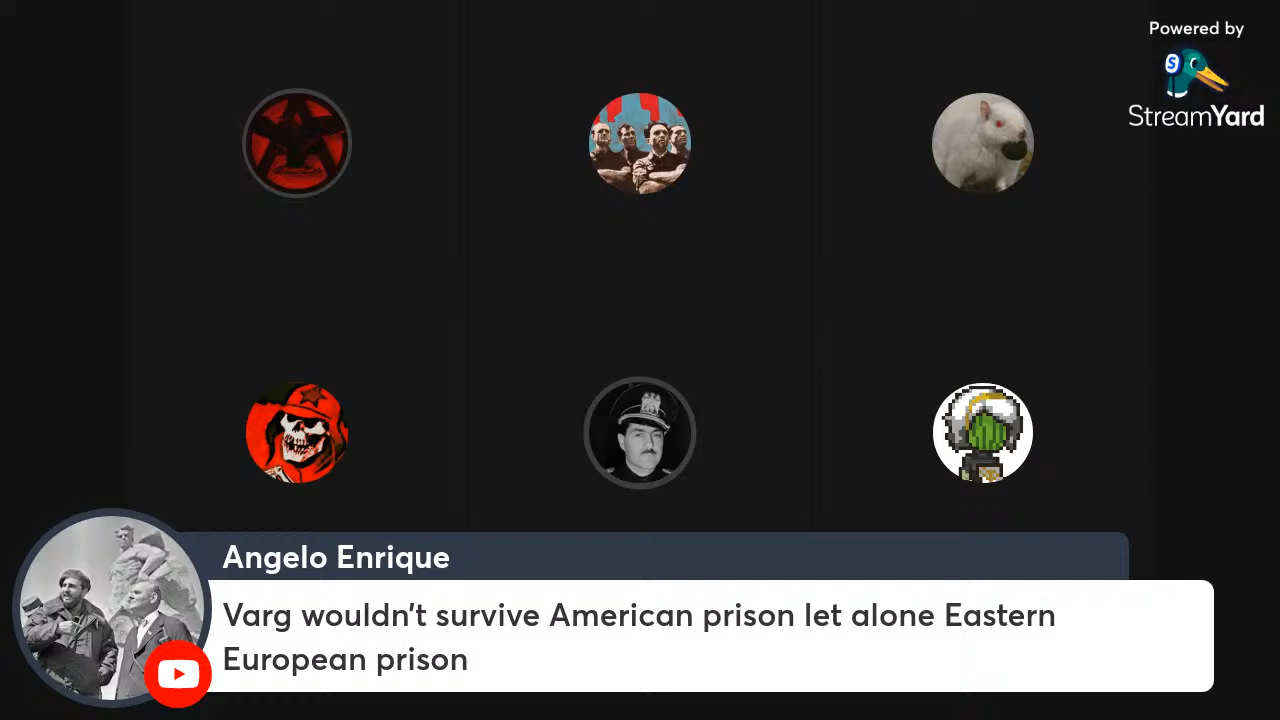 Powered by
StreamYard
Angelo Enrique
Varg wouldn't survive American prison let alone Eastern
European prison